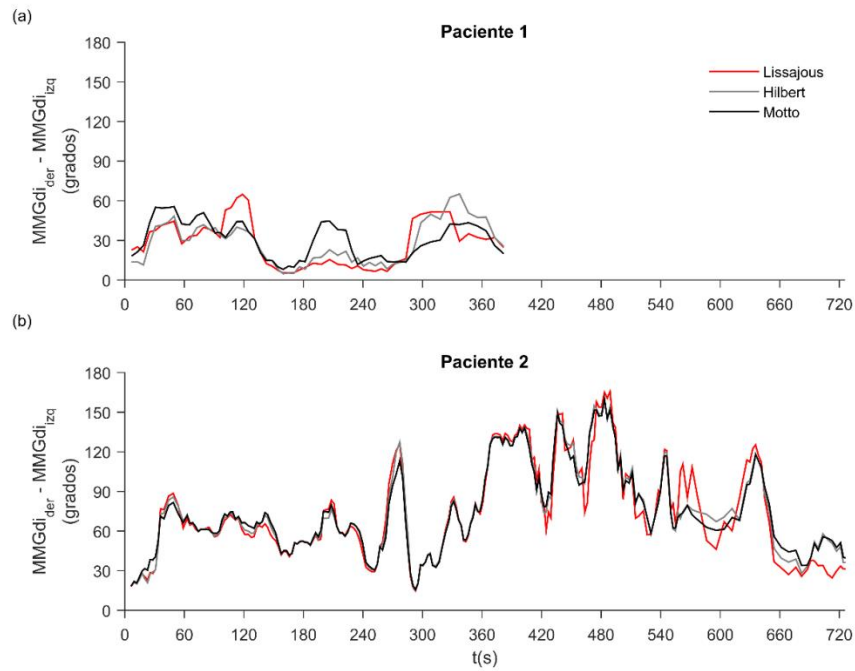 (a)
Paciente 1
180
150
120
90
60
30
0
MMGdi_der - MMGdi_izq
(grados)
Lissajous
Hilbert
Motto
0 60 120 180 240 300 360 420 480 540 600 660 720
(b)
Paciente 2
180
150
120
90
60
30
0
MMGdi_der - MMGdi_izq
(grados)
0 60 120 180 240 300 360 420 480 540 600 660 720
t(s)